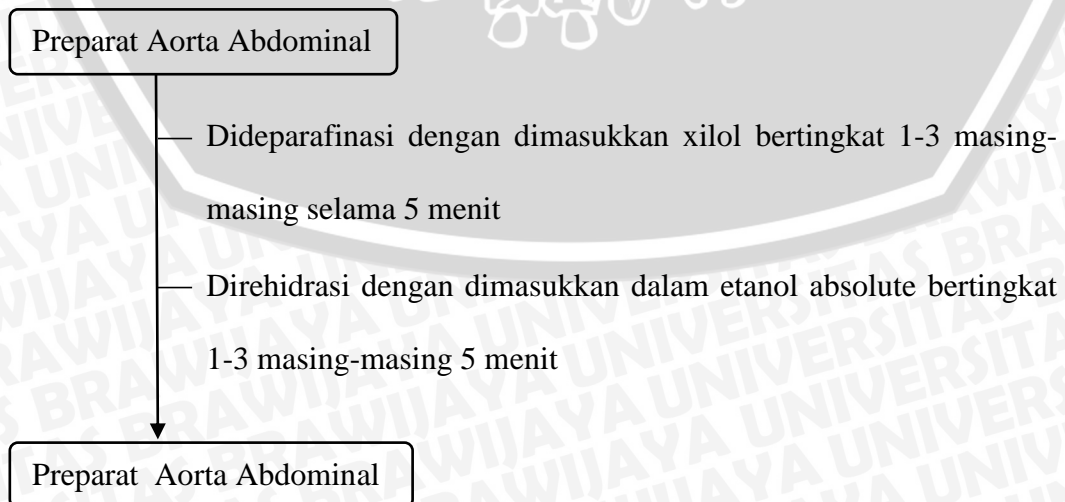 Preparat Aorta Abdominal
Dideparafinasi dengan dimasukkan xilol bertingkat 1-3 masing-
masing selama 5 menit
Direhidrasi dengan dimasukkan dalam etanol absolute bertingkat
1-3 masing-masing 5 menit
Preparat Aorta Abdominal